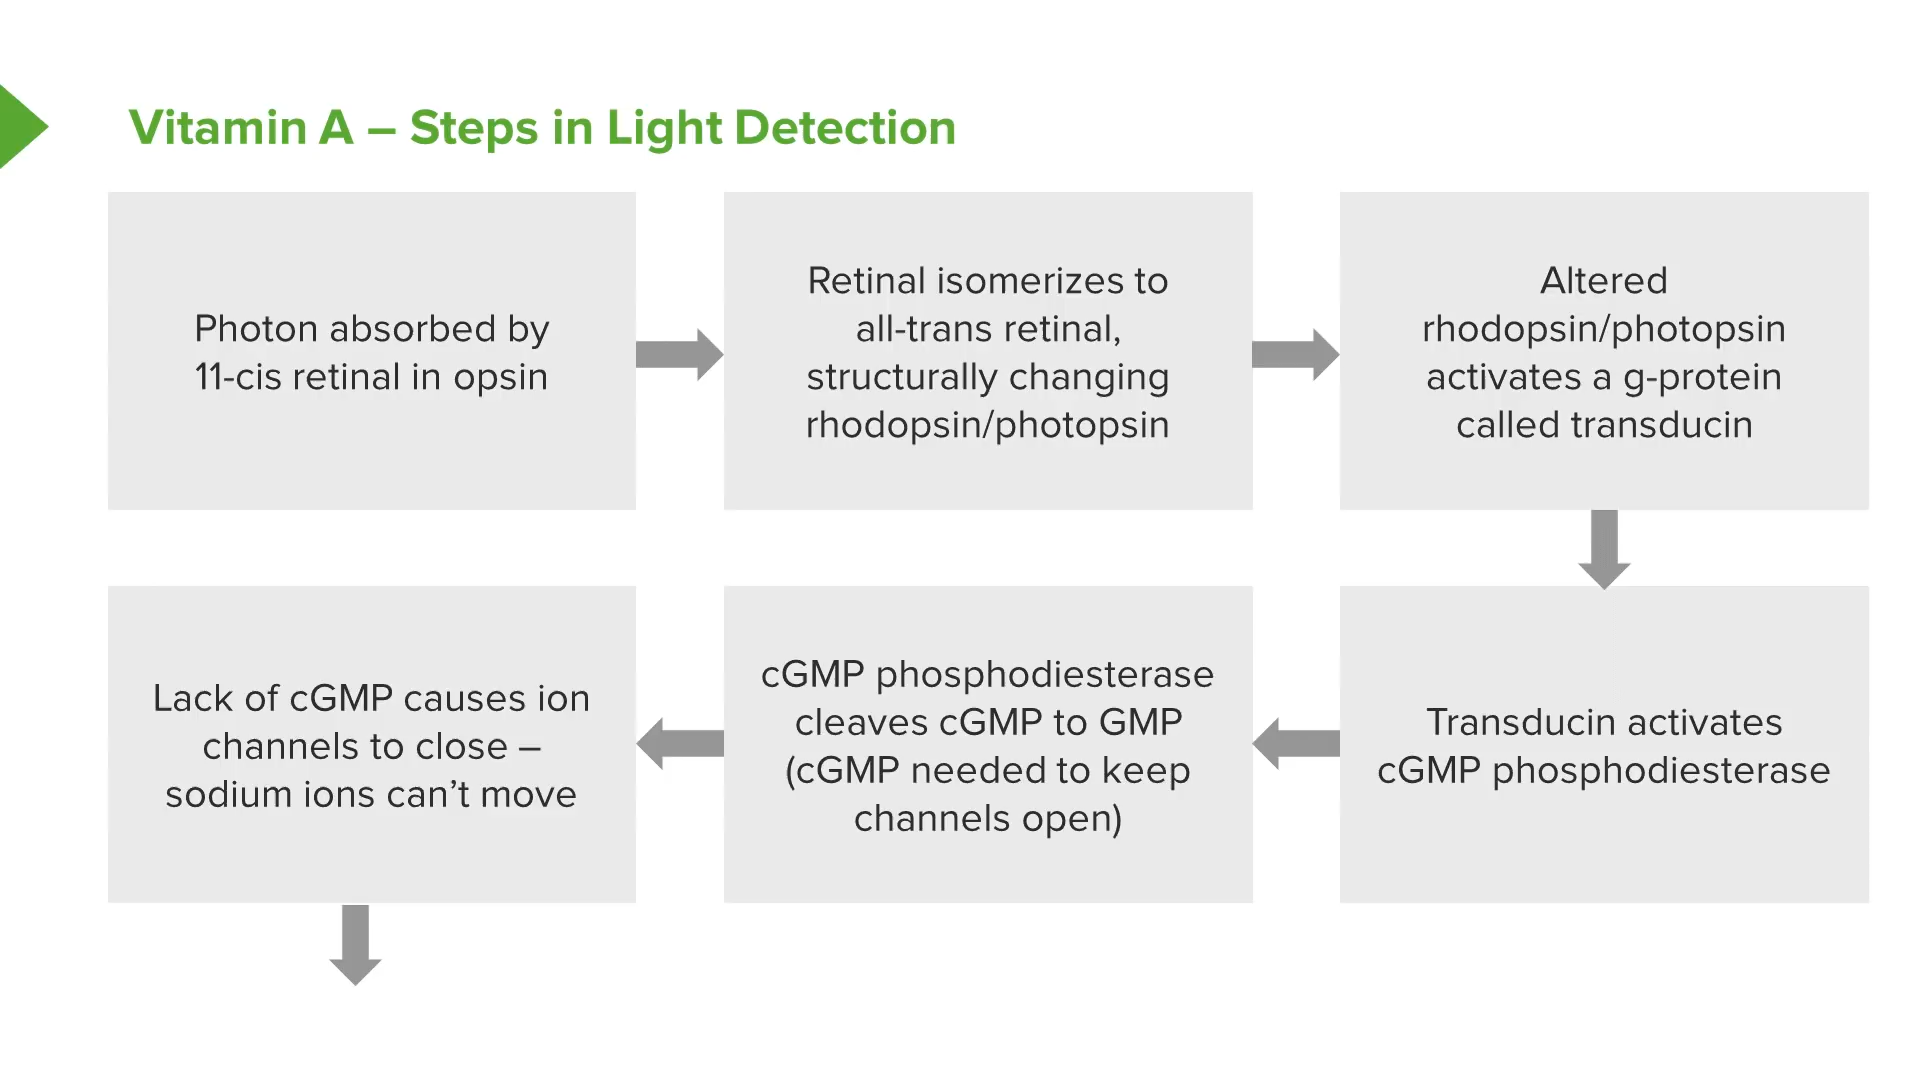 Vitamin A – Steps in Light Detection
Photon absorbed by
11-cis retinal in opsin
Retinal isomerizes to
all-trans retinal,
structurally changing
rhodopsin/photopsin
Altered
rhodopsin/photopsin
activates a g-protein
called transducin
Transducin activates
cGMP phosphodiesterase
cGMP phosphodiesterase
cleaves cGMP to GMP
(cGMP needed to keep
channels open)
Lack of cGMP causes ion
channels to close –
sodium ions can’t move